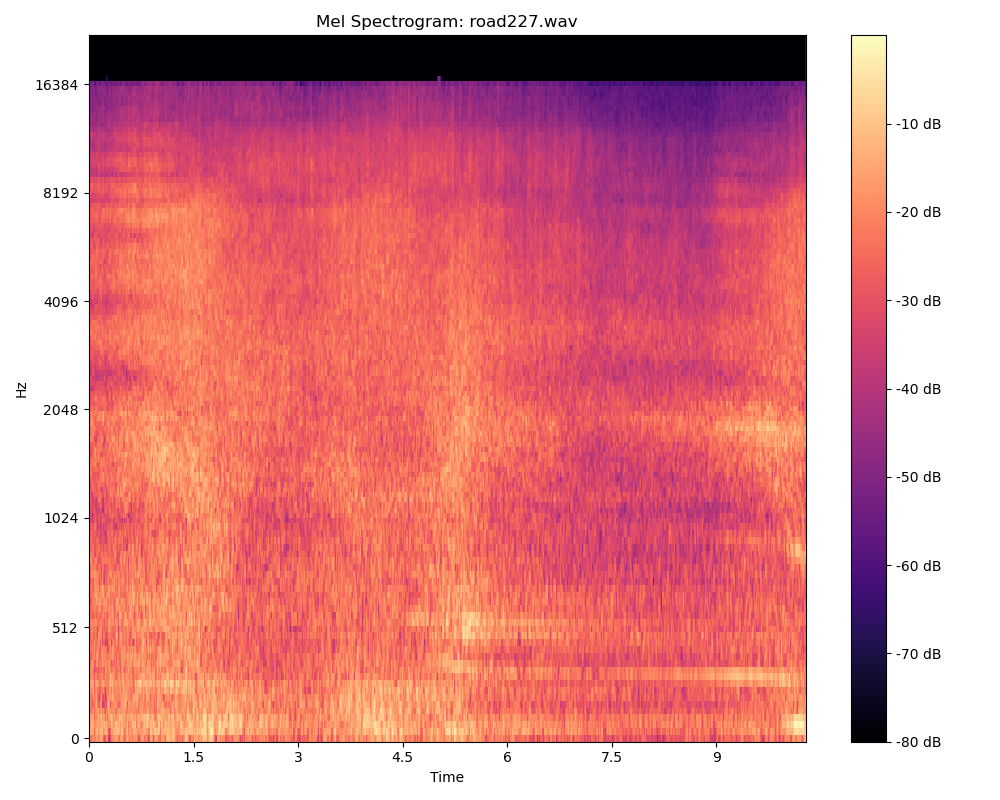 Mel Spectrogram: road227.wav
16384
8192
4096
2048
1024
512
0
Hz
0
1.5
3
4.5
6
7.5
9
Time
-10 dB
-20 dB
-30 dB
-40 dB
-50 dB
-60 dB
-70 dB
-80 dB